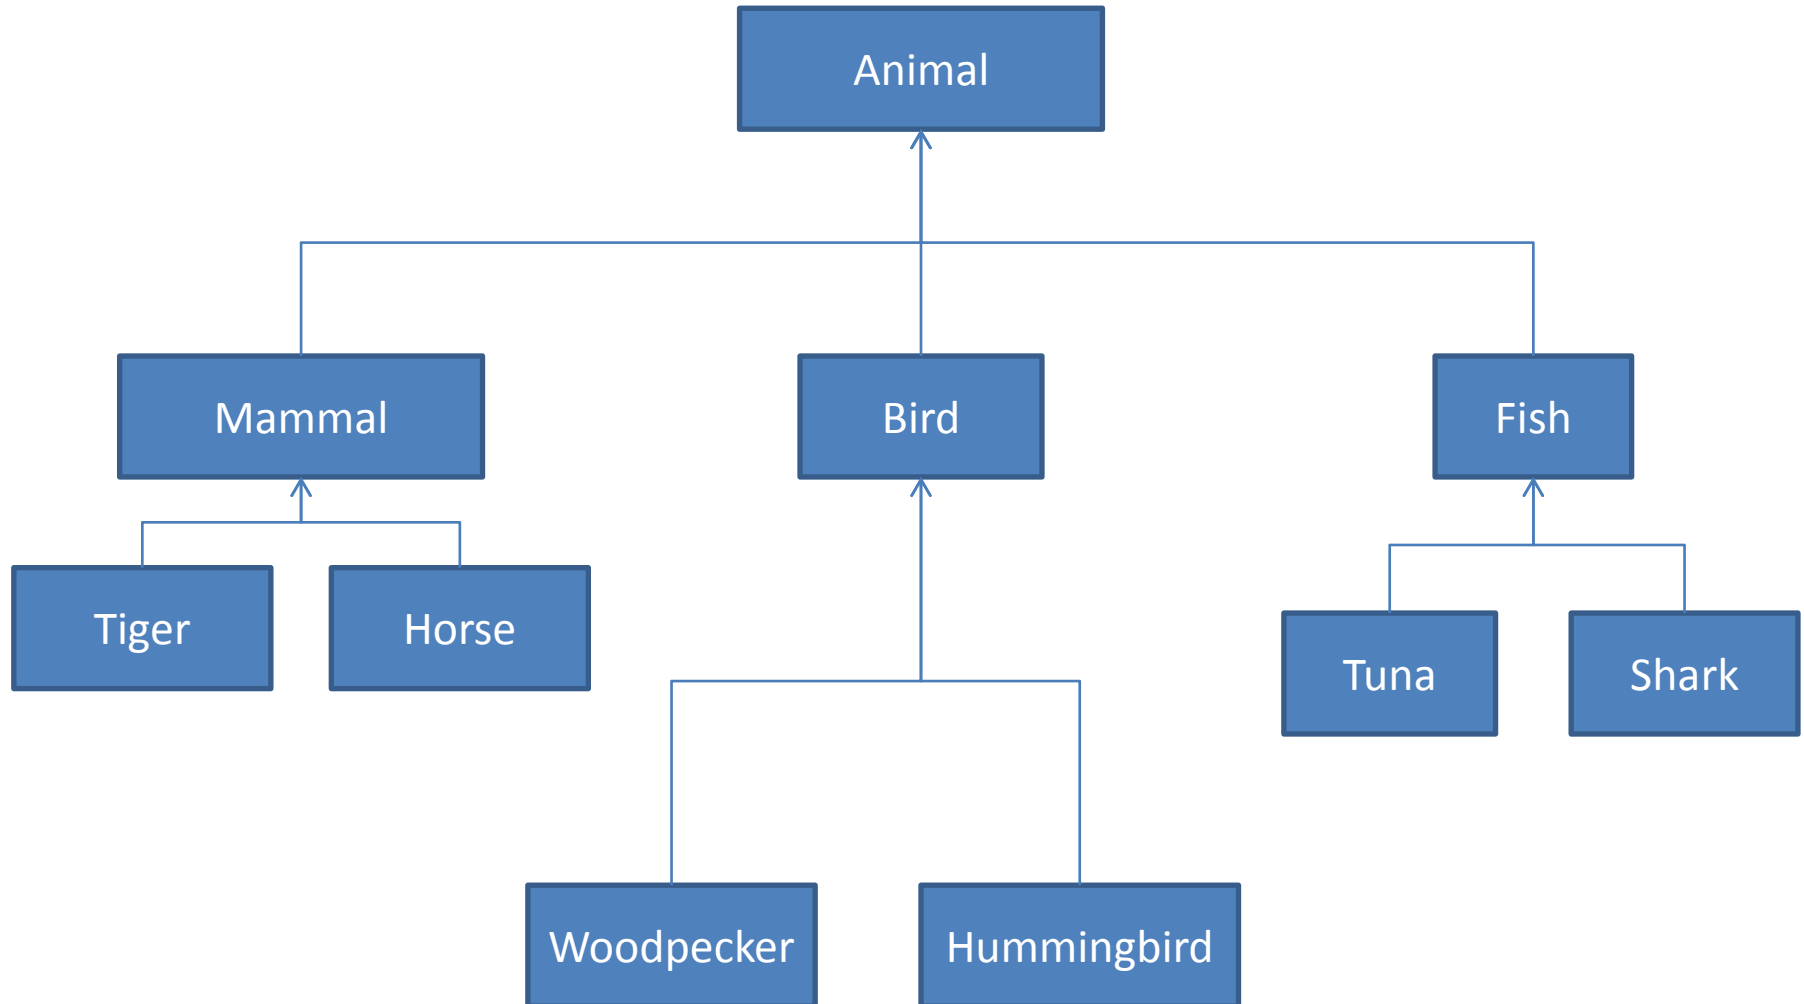 Animal
Mammal
Bird
Fish
Tiger
Horse
Tuna
Shark
Woodpecker
Hummingbird